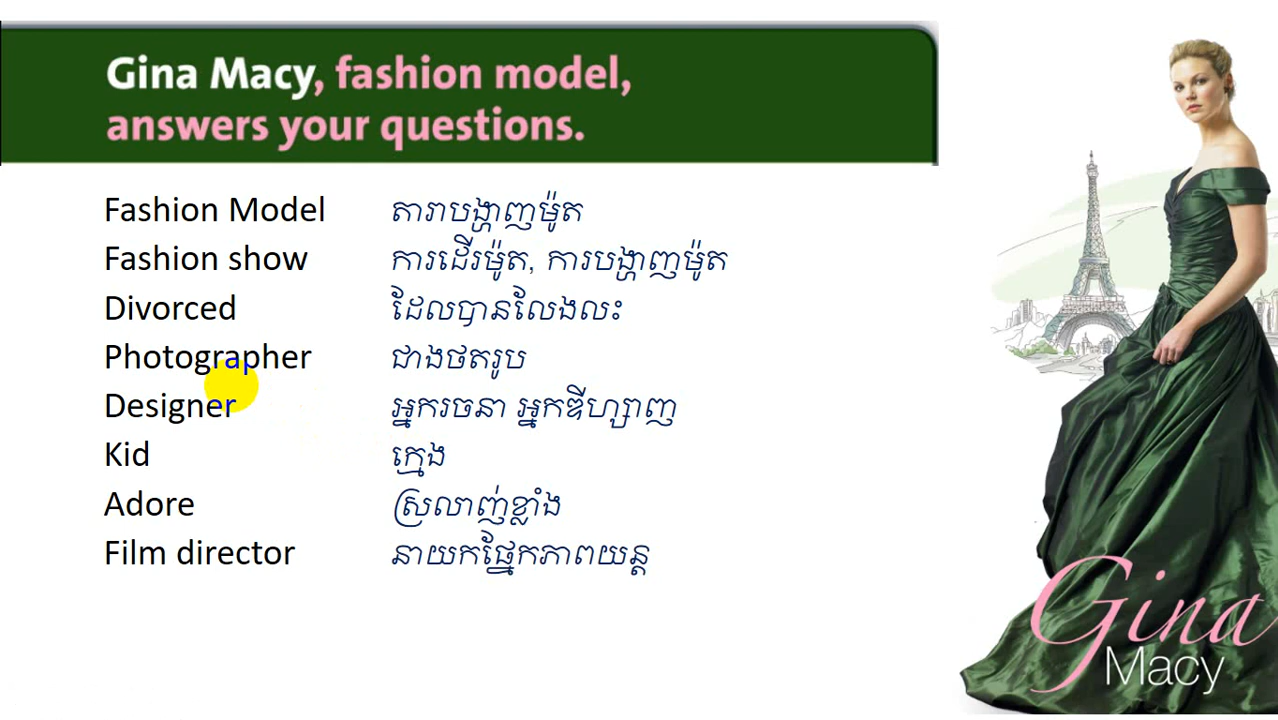 Gina Macy, fashion model,
answers your questions.
Fashion Model តារាបង្ហាញម៉ូត
Fashion show ការដើរម៉ូត, ការបង្ហាញម៉ូត
Divorced ដែលបានលែងលះ
Photographer ជាងថតរូប
Designer អ្នករចនា អ្នកឌីហ្សាញ
Kid ក្មេង
Adore ស្រលាញ់ខ្លាំង
Film director នាយកផ្នែកភាពយន្ត
Gina
Macy